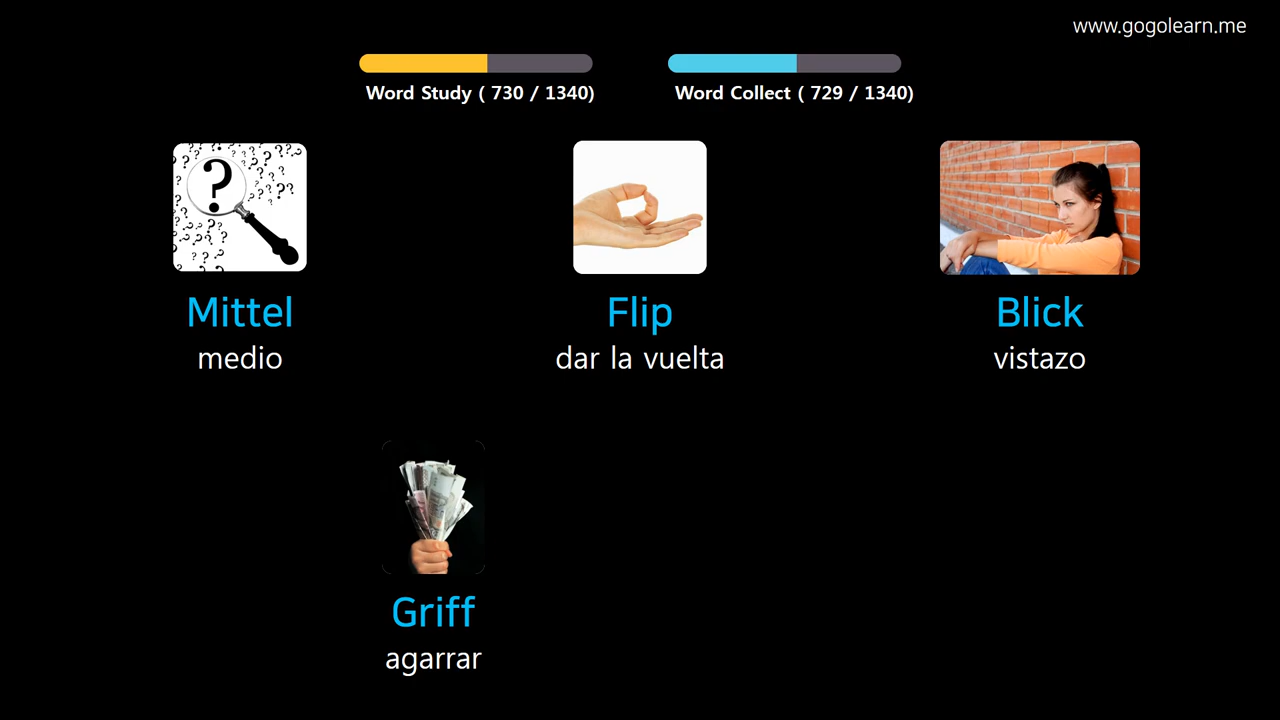 www.gogolearn.me
Word Study ( 730 / 1340)
Word Collect ( 729 / 1340)
Mittel
medio
Flip
dar la vuelta
Blick
vistazo
Griff
agarrar